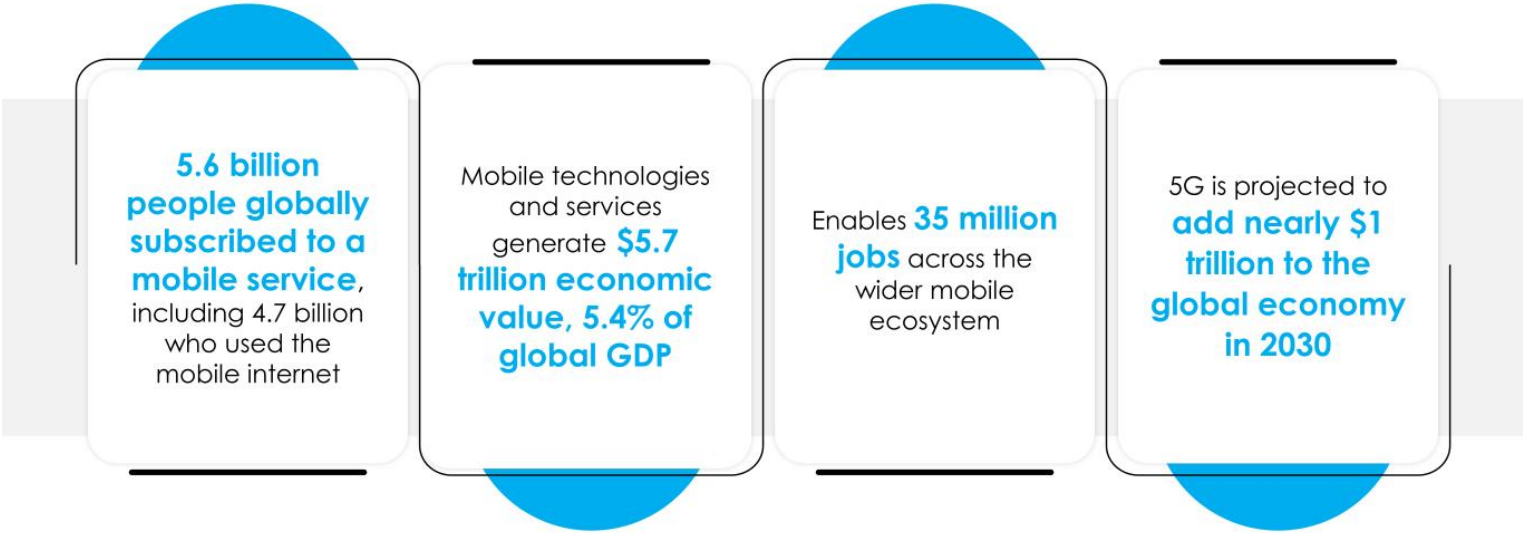 5.6 billion
people globally
subscribed to a
mobile service,
including 4.7 billion
who used the
mobile internet
Mobile technologies
and services
generate $5.7
trillion economic
value, 5.4% of
global GDP
Enables 35 million
jobs across the
wider mobile
ecosystem
5G is projected to
add nearly $1
trillion to the
global economy
in 2030